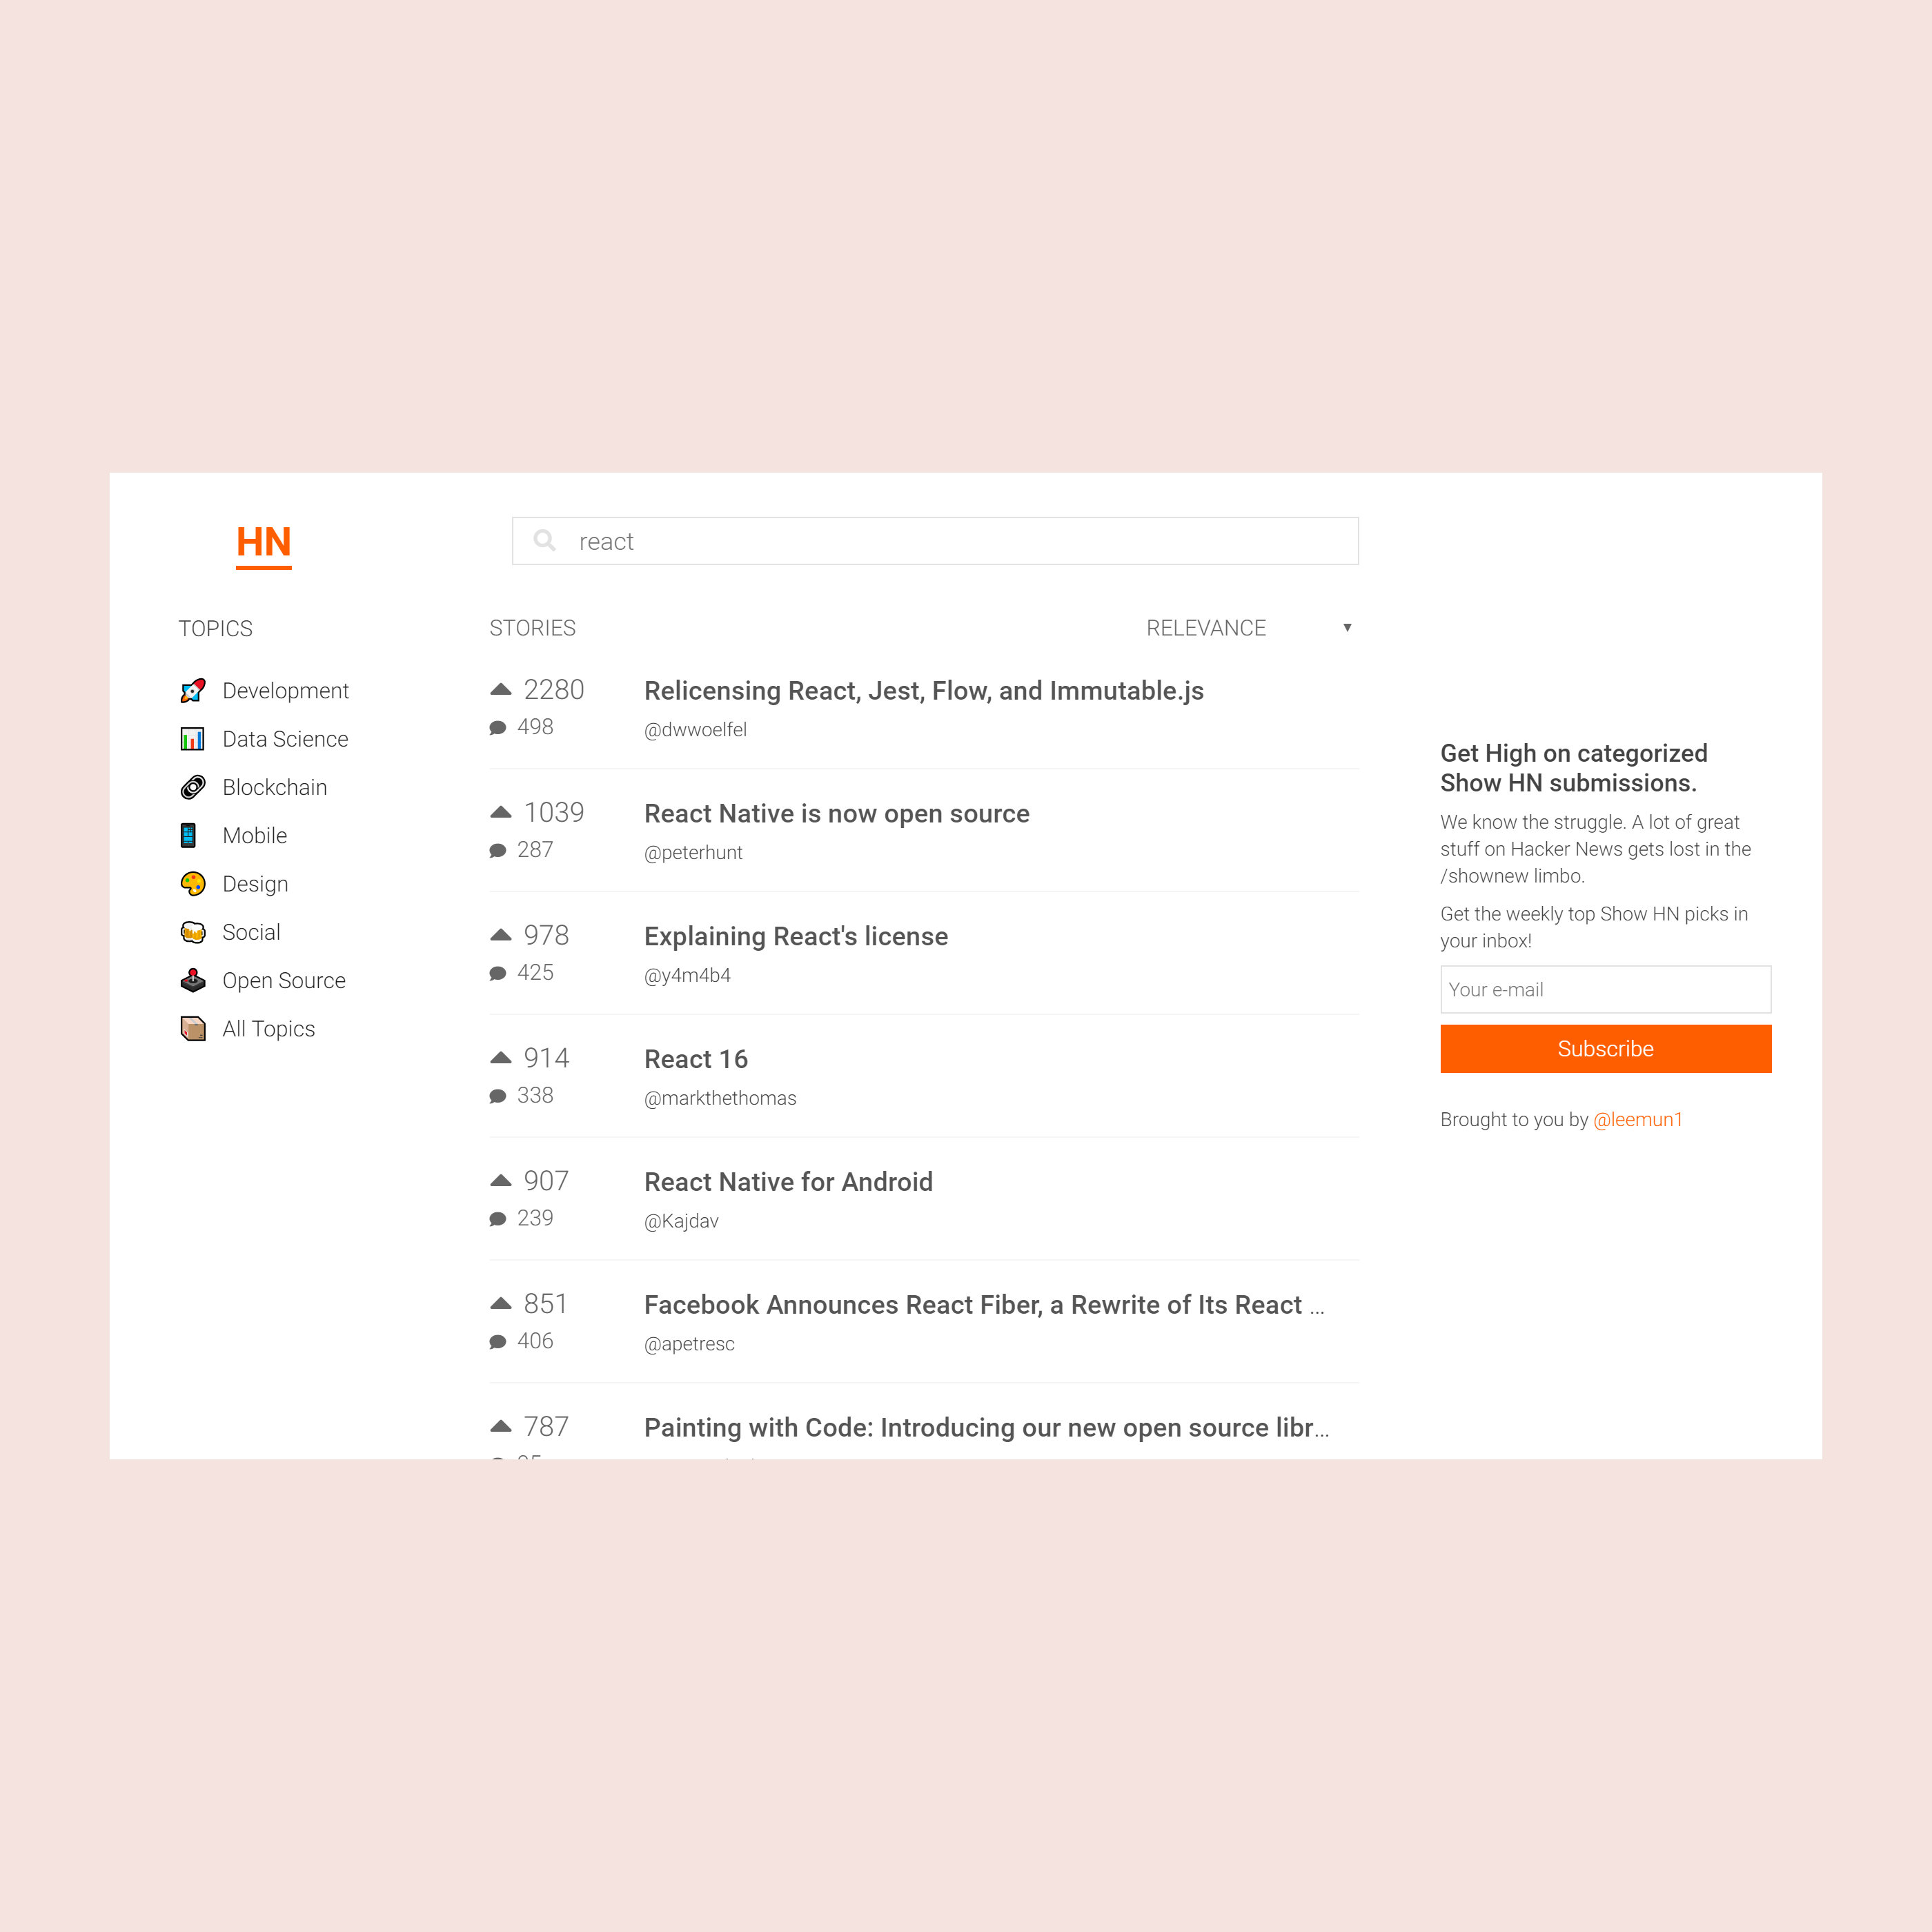 HN
react
TOPICS
Development
Data Science
Blockchain
Mobile
Design
Social
Open Source
All Topics
STORIES
RELEVANCE
2280
Relicensing React, Jest, Flow, and Immutable.js
498
@dwwoelfel
1039
React Native is now open source
287
@peterhunt
978
Explaining React's license
425
@y4m4b4
914
React 16
338
@markthethomas
907
React Native for Android
239
@Kajdav
851
Facebook Announces React Fiber, a Rewrite of Its React ...
406
@apetresc
787
Painting with Code: Introducing our new open source libr...
Get High on categorized
Show HN submissions.
We know the struggle. A lot of great
stuff on Hacker News gets lost in the
/shownew limbo.
Get the weekly top Show HN picks in
your inbox!
Your e-mail
Subscribe
Brought to you by @leemun1